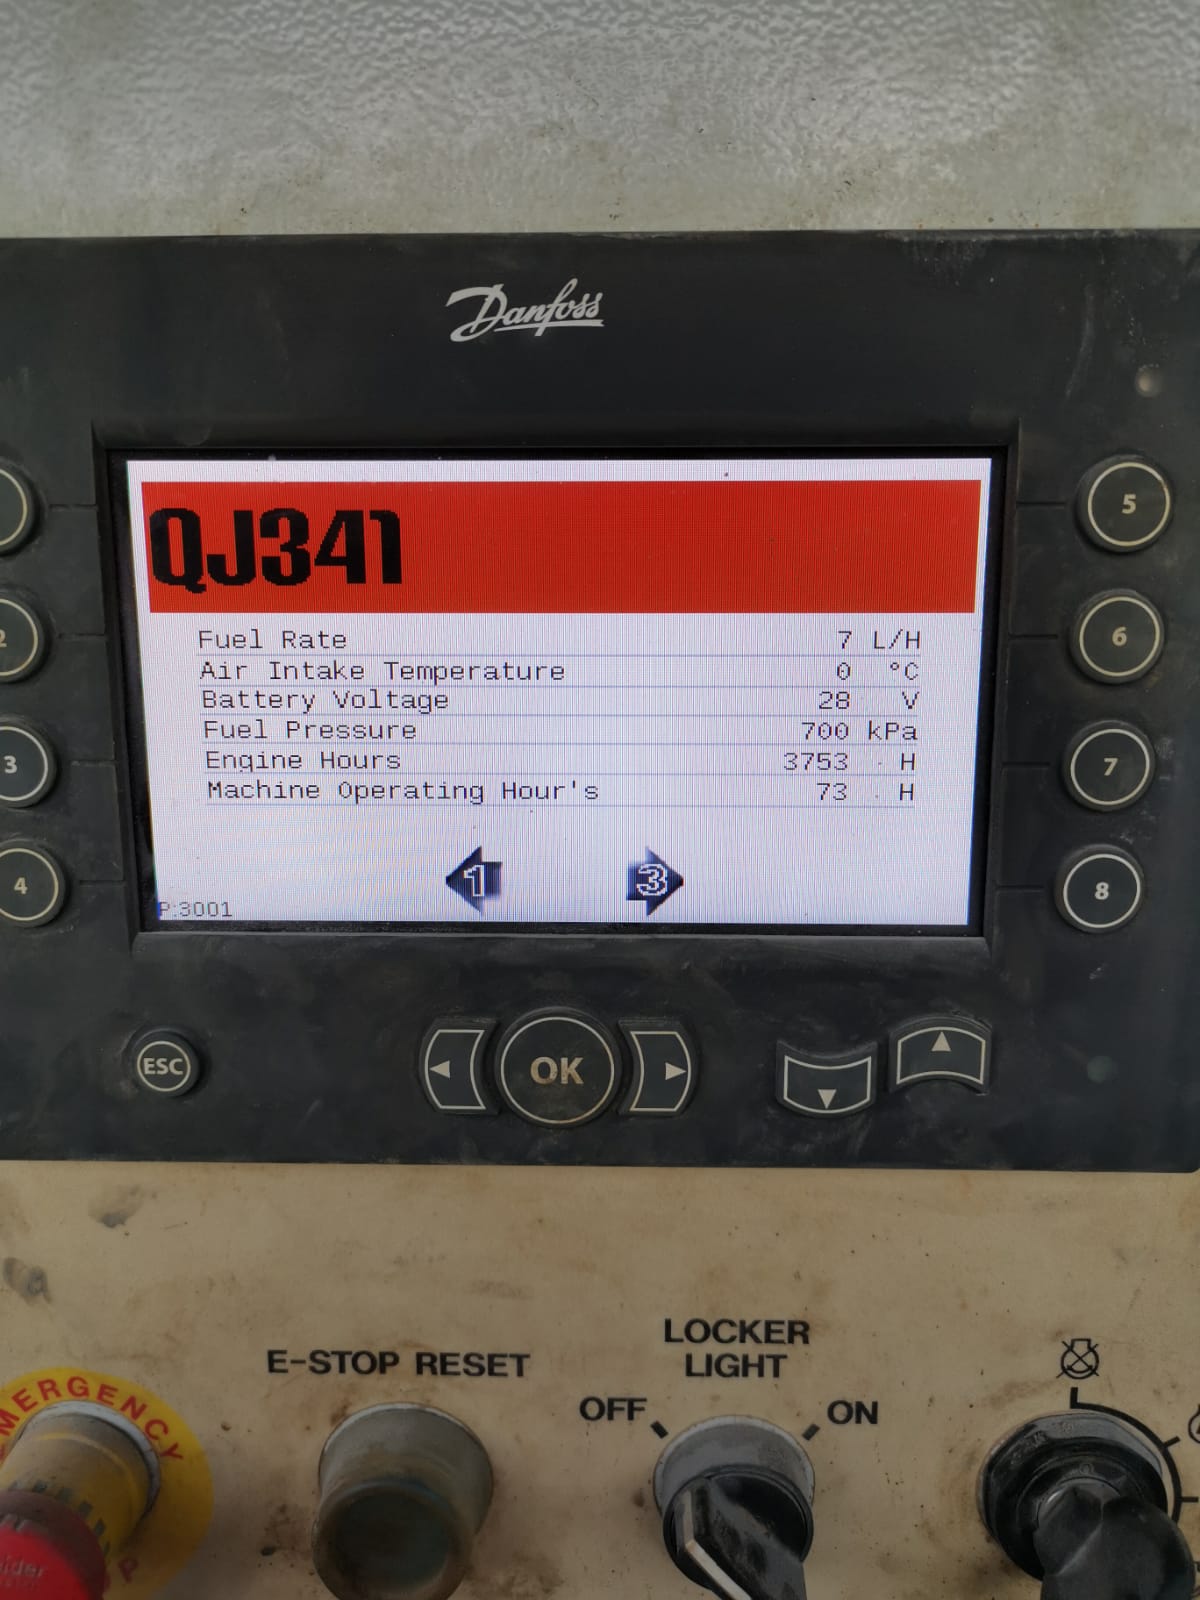 Danfoss
QJ341
Fuel Rate 7 L/H
Air Intake Temperature 0 °C
Battery Voltage 28 V
Fuel Pressure 700 kPa
Engine Hours 3753 H
Machine Operating Hour's 73 H
1 3
P:3001
2
3
4
5
6
7
8
ESC
OK
LOCKER
LIGHT
E-STOP RESET
OFF ON